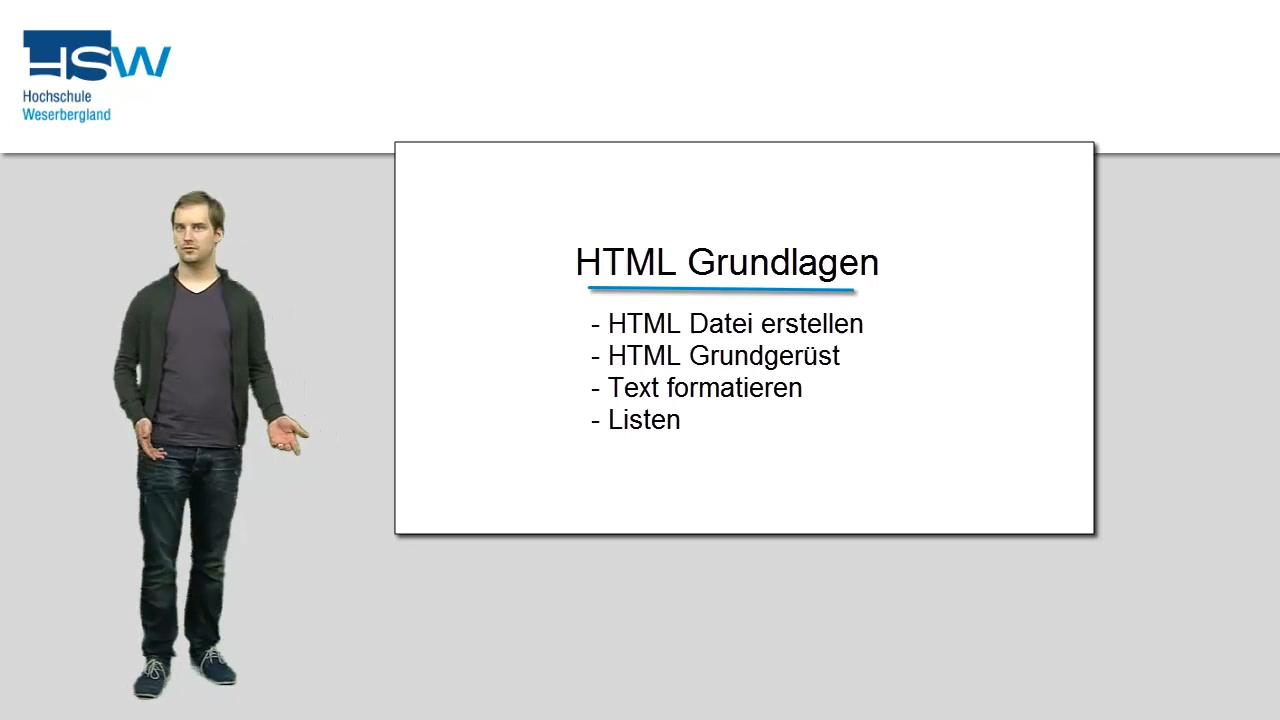 HSW
Hochschule
Weserbergland
HTML Grundlagen
- HTML Datei erstellen
- HTML Grundgerüst
- Text formatieren
- Listen